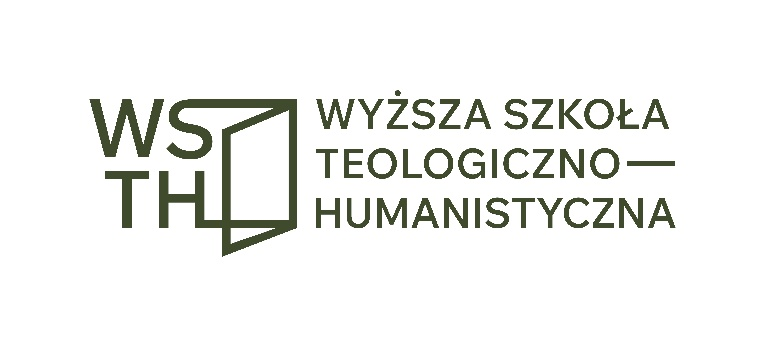 WS
TH
WYŻSZA SZKOŁA
TEOLOGICZNO—
HUMANISTYCZNA